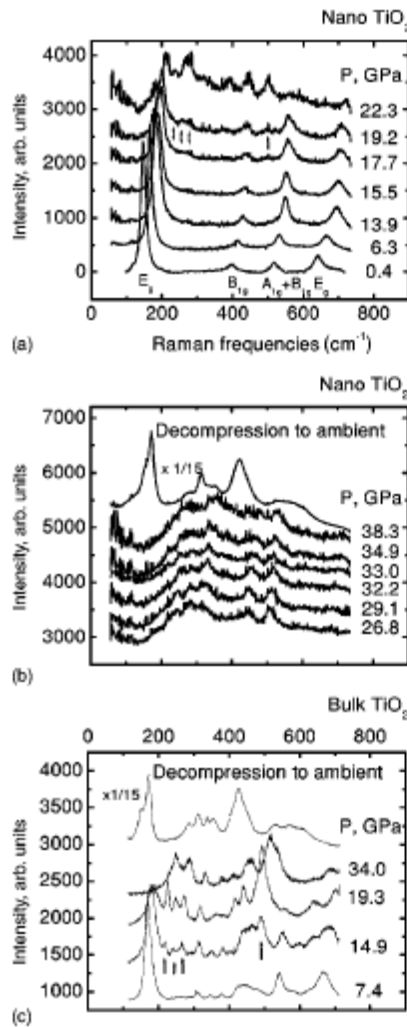 Nano TiO2
P, GPa
4000
3000
2000
1000
0
Intensity, arb. units
22.3
19.2
17.7
15.5
13.9
6.3
0.4
Eg B1g A1g+B1g Eg
0 200 400 600 800
(a) Raman frequencies (cm-1)
Nano TiO2
7000
6000
5000
4000
3000
Intensity, arb. units
Decompression to ambient
x 1/15
P, GPa
38.3
34.9
33.0
32.2
29.1
26.8
(b)
Bulk TiO2
0 200 400 600 800
4000
3500
3000
2500
2000
1500
1000
Intensity, arb. units
Decompression to ambient
x1/15
P, GPa
34.0
19.3
14.9
7.4
(c)